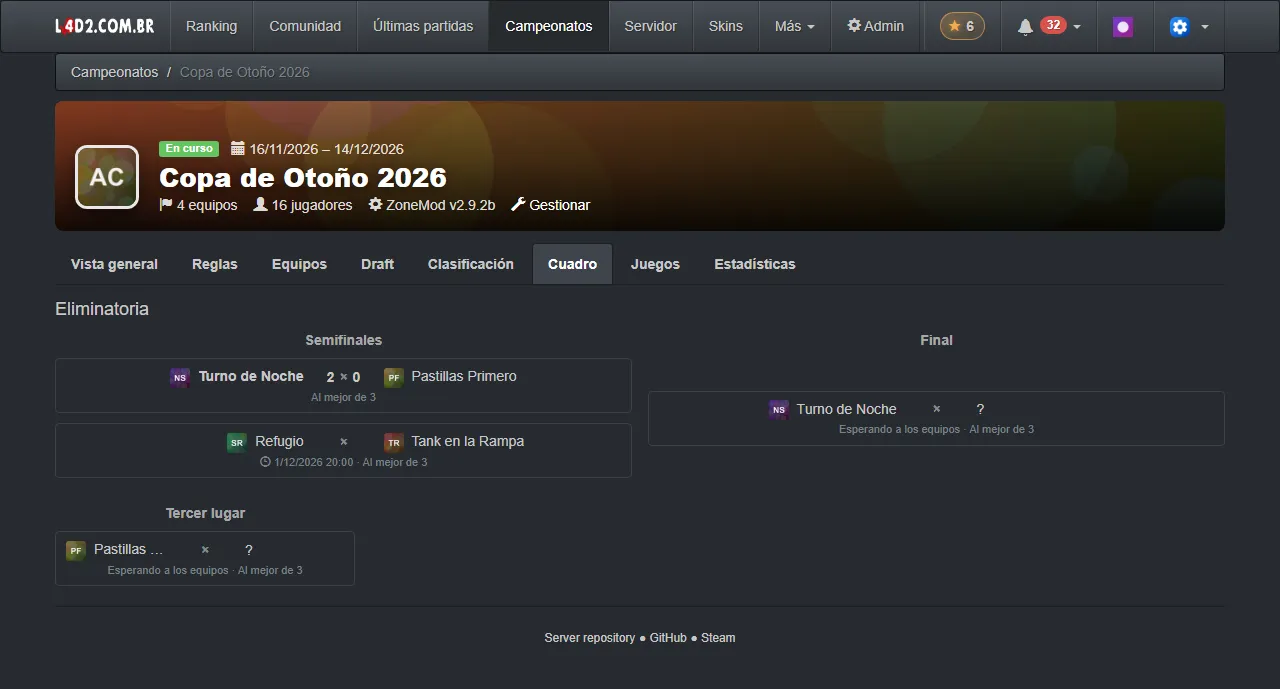 L4D2.COM.BR Ranking Comunidad Últimas partidas Campeonatos Servidor Skins Más Admin 6 32
Campeonatos / Copa de Otoño 2026
En curso 16/11/2026 – 14/12/2026
AC
Copa de Otoño 2026
4 equipos 16 jugadores ZoneMod v2.9.2b Gestionar
Vista general Reglas Equipos Draft Clasificación Cuadro Juegos Estadísticas
Eliminatoria
Semifinales
NS Turno de Noche 2 × 0 PF Pastillas Primero
Al mejor de 3
SR Refugio × TR Tank en la Rampa
1/12/2026 20:00 · Al mejor de 3
Final
NS Turno de Noche × ?
Esperando a los equipos · Al mejor de 3
Tercer lugar
PF Pastillas ... × ?
Esperando a los equipos · Al mejor de 3
Server repository ● GitHub ● Steam